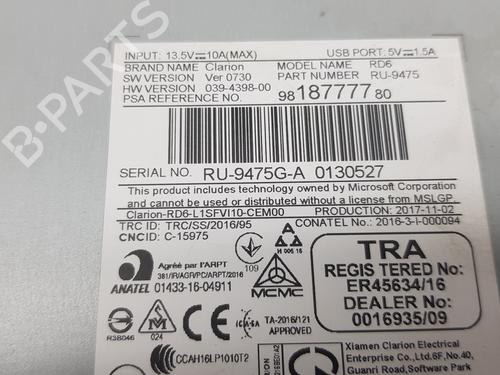 B-PARTS
INPUT: 13.5V⎓10A(MAX) USB PORT: 5V⎓1.5A
BRAND NAME Clarion MODEL NAME RD6
SW VERSION Ver 0730 PART NUMBER RU-9475
HW VERSION 039-4398-00
PSA REFERENCE NO. 98187777 80
SERIAL NO. RU-9475G-A 0130527
This product includes technology owned by Microsoft Corporation
and cannot be used or distributed without a license from MSLGP.
Clarion-RD6-L1SFVI10-CEM00 PRODUCTION: 2017-11-02
TRC ID: TRC/SS/2016/95 CONATEL No.: 2016-3-I-000094
CNCID: C-15975
Agréé par l'ARPT
381/IR/AGR/PC/ARPT/2016
ANATEL 01433-16-04911
109
MCMC
TRA
REGISTERED No:
ER45634/16
DEALER No:
0016935/09
R38046
024
ICASA
TA-2016/121
APPROVED
CCAH16LP1010T2
Xiamen Clarion Electrical
Enterprise Co.,Ltd.6F, No.40,
Guanri Road, Software Park